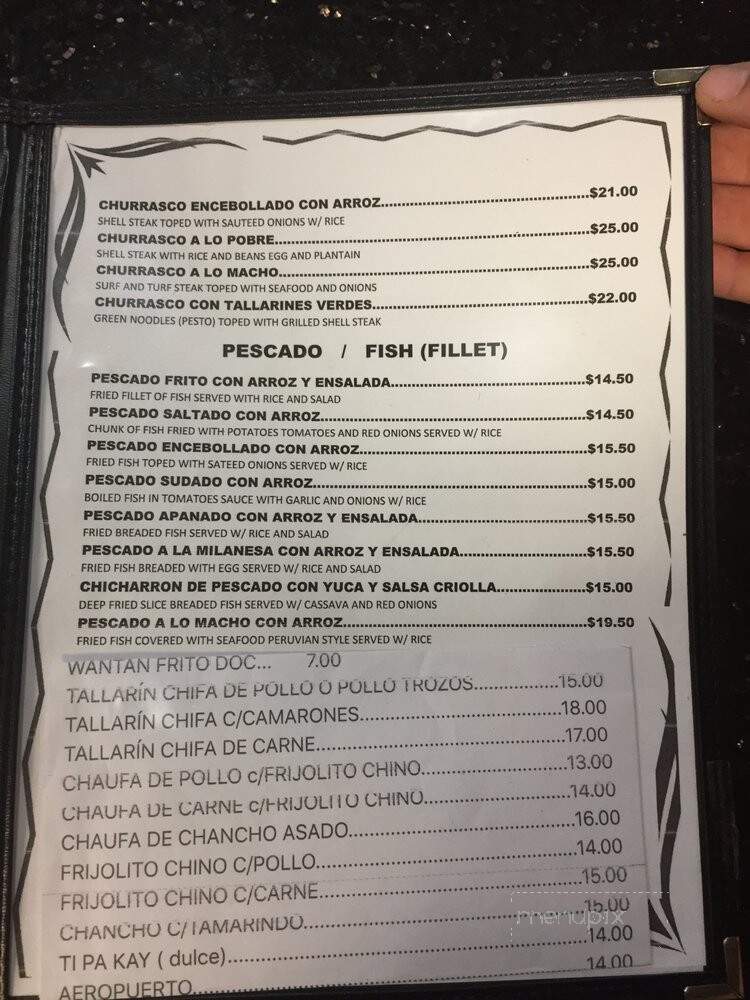 CHURRASCO ENCEBOLLADO CON ARROZ...$21.00
SHELL STEAK TOPED WITH SAUTEED ONIONS W/ RICE
CHURRASCO A LO POBRE...$25.00
SHELL STEAK WITH RICE AND BEANS EGG AND PLANTAIN
CHURRASCO A LO MACHO...$25.00
SURF AND TURF STEAK TOPED WITH SEAFOOD AND ONIONS
CHURRASCO CON TALLARINES VERDES...$22.00
GREEN NOODLES (PESTO) TOPED WITH GRILLED SHELL STEAK
PESCADO / FISH (FILLET)
PESCADO FRITO CON ARROZ Y ENSALADA...$14.50
FRIED FILLET OF FISH SERVED WITH RICE AND SALAD
PESCADO SALTADO CON ARROZ...$14.50
CHUNK OF FISH FRIED WITH POTATOES TOMATOES AND RED ONIONS SERVED W/ RICE
PESCADO ENCEBOLLADO CON ARROZ...$15.50
FRIED FISH TOPED WITH SATEED ONIONS SERVED W/ RICE
PESCADO SUDADO CON ARROZ...$15.00
BOILED FISH IN TOMATOES SAUCE WITH GARLIC AND ONIONS W/ RICE
PESCADO APANADO CON ARROZ Y ENSALADA...$15.50
FRIED BREADED FISH SERVED W/ RICE AND SALAD
PESCADO A LA MILANESA CON ARROZ Y ENSALADA...$15.50
FRIED FISH BREADED WITH EGG SERVED W/ RICE AND SALAD
CHICHARRON DE PESCADO CON YUCA Y SALSA CRIOLLA...$15.00
DEEP FRIED SLICE BREADED FISH SERVED W/ CASSAVA AND RED ONIONS
PESCADO A LO MACHO CON ARROZ...$19.50
FRIED FISH COVERED WITH SEAFOOD PERUVIAN STYLE SERVED W/ RICE
WANTAN FRITO DOC... 7.00
TALLARÍN CHIFA DE POLLO O POLLO TROZOS...15.00
TALLARÍN CHIFA C/CAMARONES...18.00
TALLARÍN CHIFA DE CARNE...17.00
CHAUFA DE POLLO c/FRIJOLITO CHINO...13.00
CHAUFA DE CARNE c/FRIJOLITO CHINO...14.00
CHAUFA DE CHANCHO ASADO...16.00
FRIJOLITO CHINO C/POLLO...14.00
FRIJOLITO CHINO C/CARNE...15.00
CHANCHO C/TAMARINDO...15.00
TI PA KAY ( dulce)...14.00
AEROPUERTO...14.00
menupix